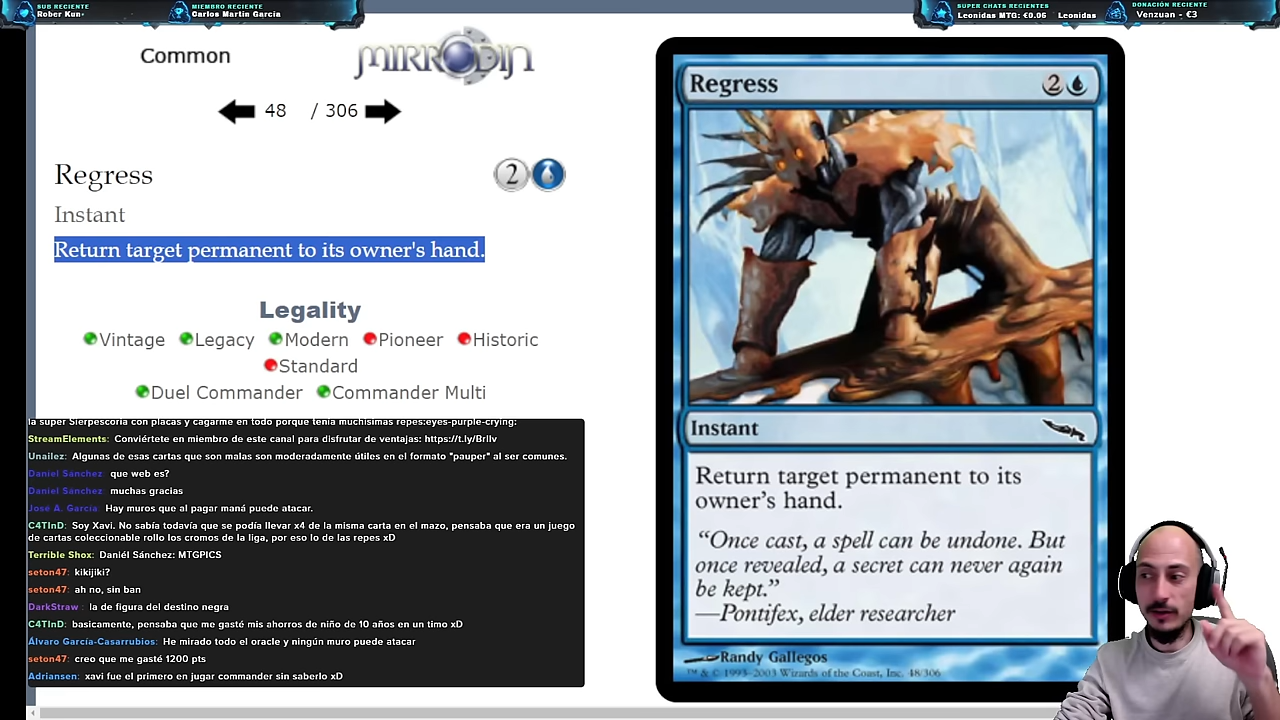 SUB RECIENTE
Rober Kun-
MIEMBRO RECIENTE
Carlos Martin Garcia
SUPER CHATS RECIENTES
Leonidas MTG: €0.06 Leonidas
DONACIÓN RECIENTE
Venzuan - €3
Common
MIRRODIN
48 / 306
Regress
2
Instant
Return target permanent to its owner's hand.
Legality
Vintage Legacy Modern Pioneer Historic
Standard
Duel Commander Commander Multi
la super Sierpescoria con placas y cagarme en todo porque tenía muchísimas repes:eyes-purple-crying:
StreamElements: Conviértete en miembro de este canal para disfrutar de ventajas:
Unailez: Algunas de esas cartas que son malas son moderadamente útiles en el formato "pauper" al ser comunes.
Daniel Sánchez: que web es?
Daniel Sánchez: muchas gracias
José A. García: Hay muros que al pagar maná puede atacar.
C4TInD: Soy Xavi. No sabía todavía que se podía llevar x4 de la misma carta en el mazo, pensaba que era un juego
de cartas coleccionable rollo los cromos de la liga, por eso lo de las repes xD
Terrible Shox: Daniél Sánchez: MTGPICS
seton47: kikijiki?
seton47: ah no, sin ban
DarkStraw : la de figura del destino negra
C4TInD: basicamente, pensaba que me gasté mis ahorros de niño de 10 años en un timo xD
Álvaro García-Casarrubios: He mirado todo el oracle y ningún muro puede atacar
seton47: creo que me gasté 1200 pts
Adriansen: xavi fue el primero en jugar commander sin saberlo xD
Regress 2
Instant
Return target permanent to its
owner's hand.
“Once cast, a spell can be undone. But
once revealed, a secret can never again
be kept.”
—Pontifex, elder researcher
Randy Gallegos
™ & © 1993–2003 Wizards of the Coast, Inc. 48/306